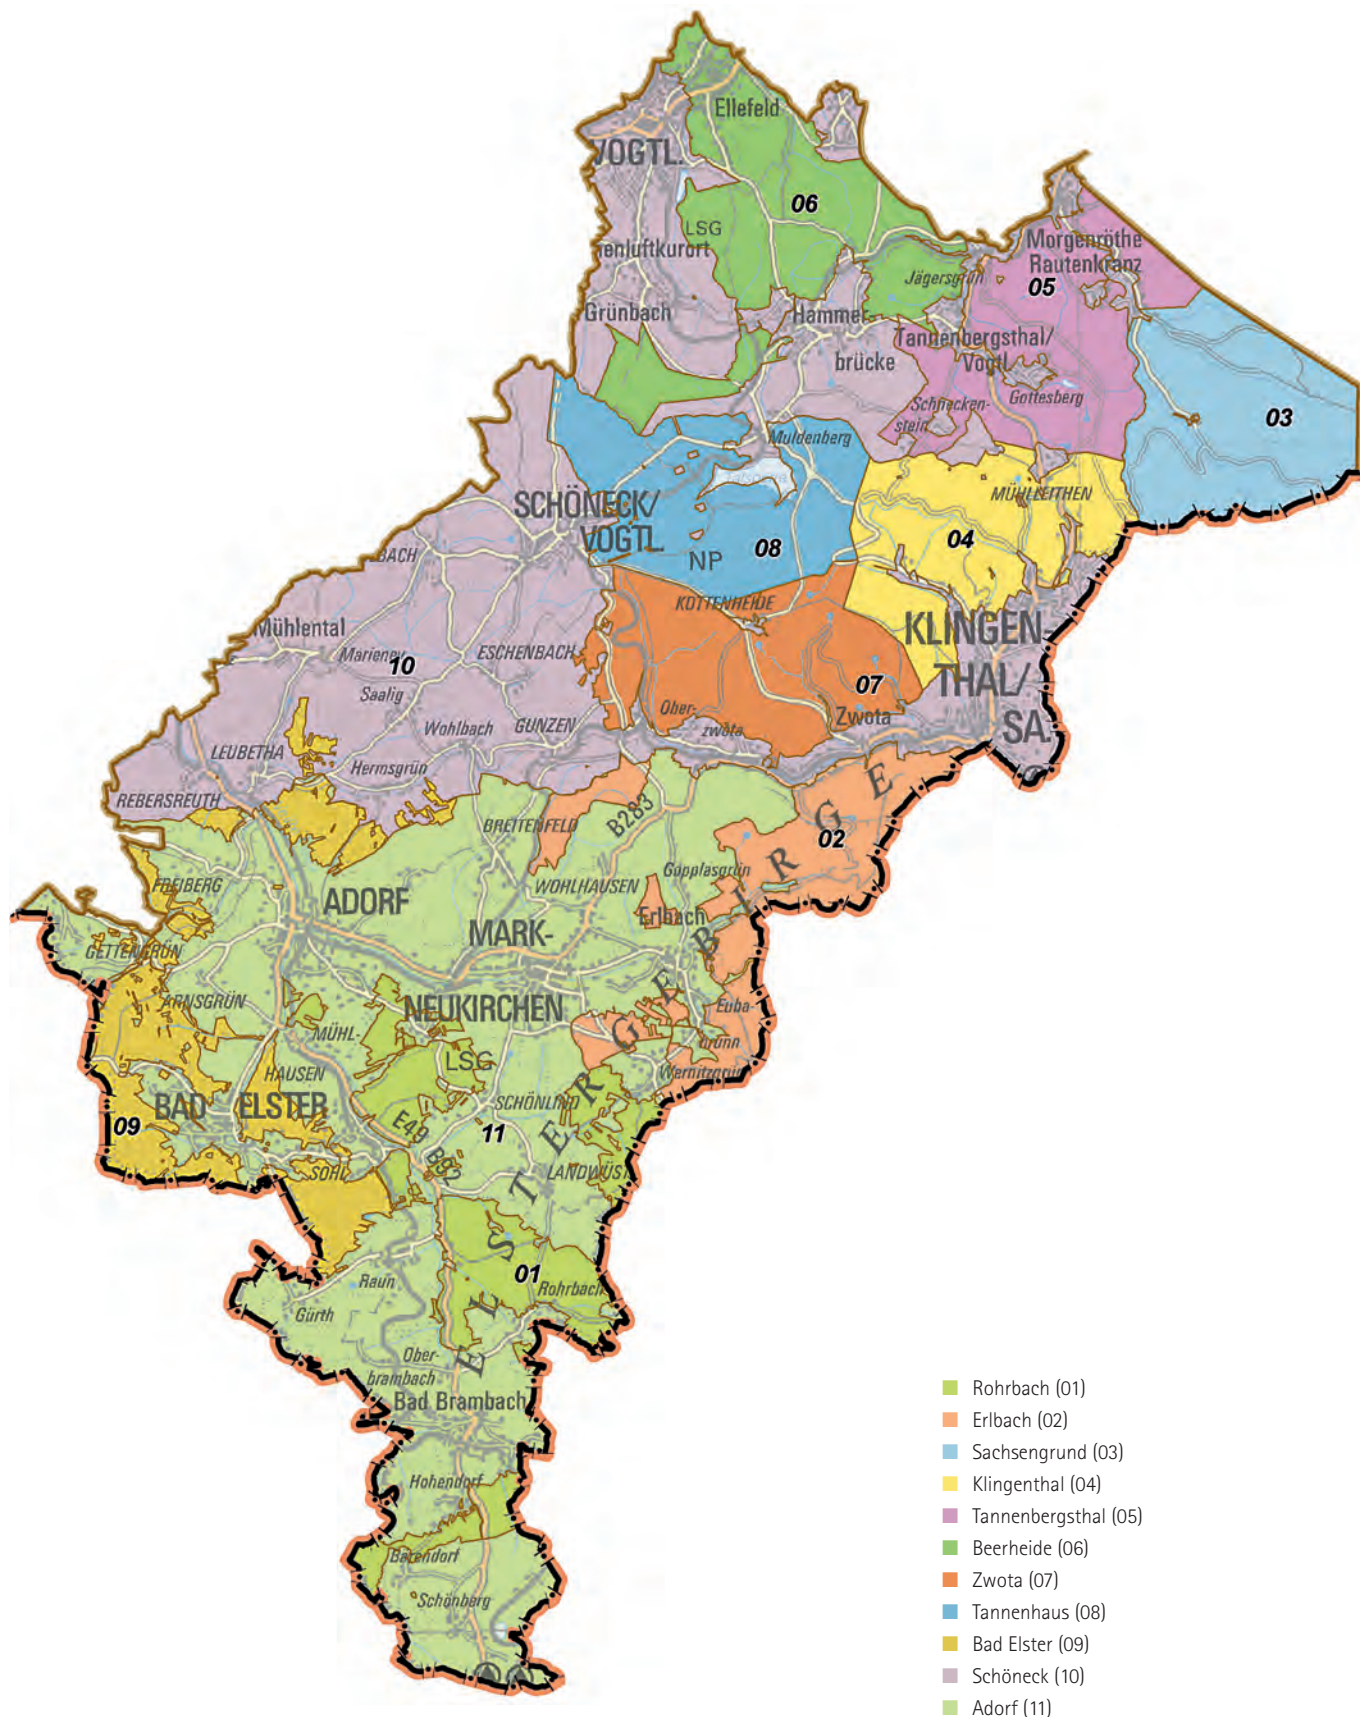 Ellefeld
VOGTL.
06
LSG
enluftkurort
Morgenröthe
Rautenkranz
05
Jägersgrün
Grünbach
Hammer-
brücke
Tannenbergsthal/
Vogtl.
Schnecken-
stein
Gottesberg
03
Muldenberg
MÜHLLEITHEN
SCHÖNECK/
VOGTL.
08
NP
04
BACH
KOTTENHEIDE
KLINGEN
THAL/
SA.
Mühlental
Marieney
10
ESCHENBACH
Saalig
07
Ober-
zwota
Zwota
Wohlbach
GUNZEN
LEUBETHA
Hermsgrün
REBERSREUTH
BREITENFELD
B283
02
Gopplasgrün
WOHLHAUSEN
FREIBERG
ADORF
Erlbach
MARK-
NEUKIRCHEN
GETTENGRÜN
ARNSGRÜN
MÜHL-
HAUSEN
Euba-
brunn
Wernitzgrün
LSG
SCHÖNLIND
09
BAD ELSTER
E49
B92
11
SOHL
LANDWÜST
ELSTERGEBIRGE
01
Rohrbach
Raun
Gürth
Ober-
brambach
Bad Brambach
Hohendorf
Bärendorf
Schönberg
Rohrbach (01)
Erlbach (02)
Sachsengrund (03)
Klingenthal (04)
Tannenbergsthal (05)
Beerheide (06)
Zwota (07)
Tannenhaus (08)
Bad Elster (09)
Schöneck (10)
Adorf (11)